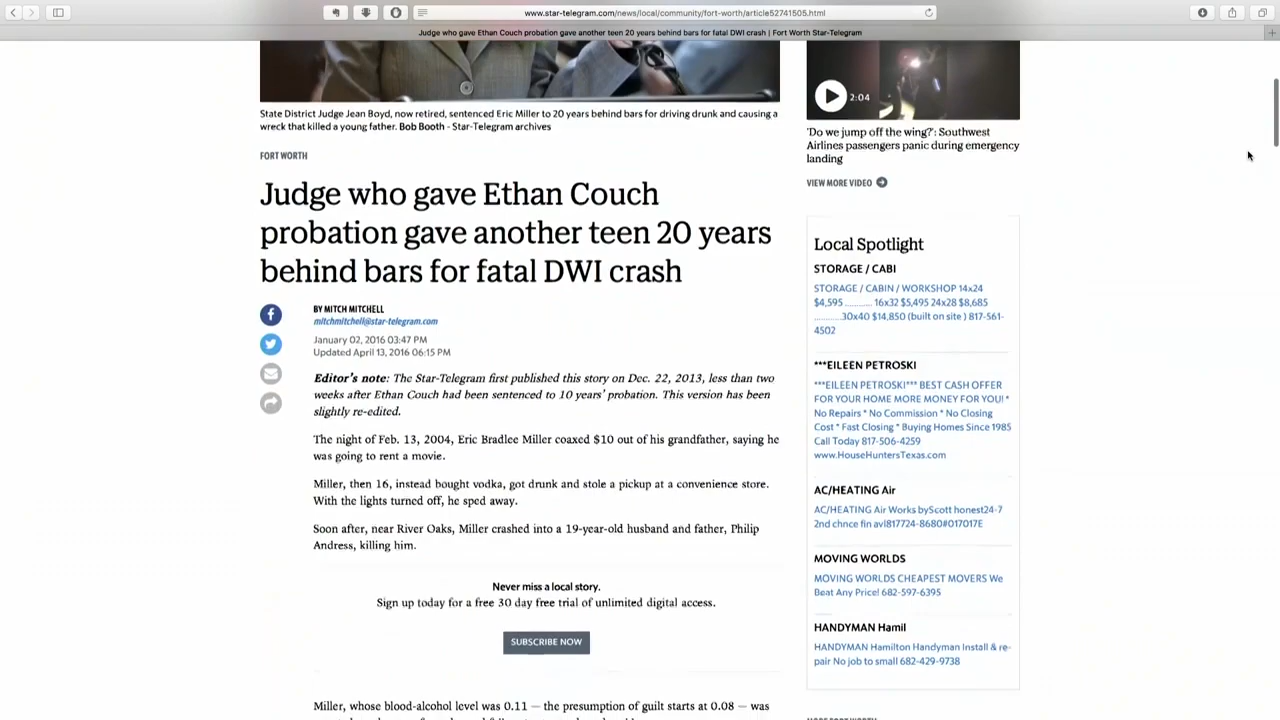 www.star-telegram.com/news/local/community/fort-worth/article52741505.html
Judge who gave Ethan Couch probation gave another teen 20 years behind bars for fatal DWI crash | Fort Worth Star-Telegram
State District Judge Jean Boyd, now retired, sentenced Eric Miller to 20 years behind bars for driving drunk and causing a
wreck that killed a young father. Bob Booth - Star-Telegram archives
FORT WORTH
Judge who gave Ethan Couch
probation gave another teen 20 years
behind bars for fatal DWI crash
BY MITCH MITCHELL
mitchmitchell@star-telegram.com
January 02, 2016 03:47 PM
Updated April 13, 2016 06:15 PM
Editor's note: The Star-Telegram first published this story on Dec. 22, 2013, less than two
weeks after Ethan Couch had been sentenced to 10 years' probation. This version has been
slightly re-edited.
The night of Feb. 13, 2004, Eric Bradlee Miller coaxed $10 out of his grandfather, saying he
was going to rent a movie.
Miller, then 16, instead bought vodka, got drunk and stole a pickup at a convenience store.
With the lights turned off, he sped away.
Soon after, near River Oaks, Miller crashed into a 19-year-old husband and father, Philip
Andress, killing him.
Never miss a local story.
Sign up today for a free 30 day free trial of unlimited digital access.
SUBSCRIBE NOW
Miller, whose blood-alcohol level was 0.11 — the presumption of guilt starts at 0.08 — was
2:04
'Do we jump off the wing?': Southwest
Airlines passengers panic during emergency
landing
VIEW MORE VIDEO
Local Spotlight
STORAGE / CABI
STORAGE / CABIN / WORKSHOP 14x24
$4,595 ........... 16x32 $5,495 24x28 $8,685
...........30x40 $14,850 (built on site ) 817-561-
4502
***EILEEN PETROSKI
***EILEEN PETROSKI*** BEST CASH OFFER
FOR YOUR HOME MORE MONEY FOR YOU! *
No Repairs * No Commission * No Closing
Cost * Fast Closing * Buying Homes Since 1985
Call Today 817-506-4259
www.HouseHuntersTexas.com
AC/HEATING Air
AC/HEATING Air Works byScott honest24-7
2nd chnce fin avl817724-8680#017017E
MOVING WORLDS
MOVING WORLDS CHEAPEST MOVERS We
Beat Any Price! 682-597-6395
HANDYMAN Hamil
HANDYMAN Hamilton Handyman Install & re-
pair No job to small 682-429-9738